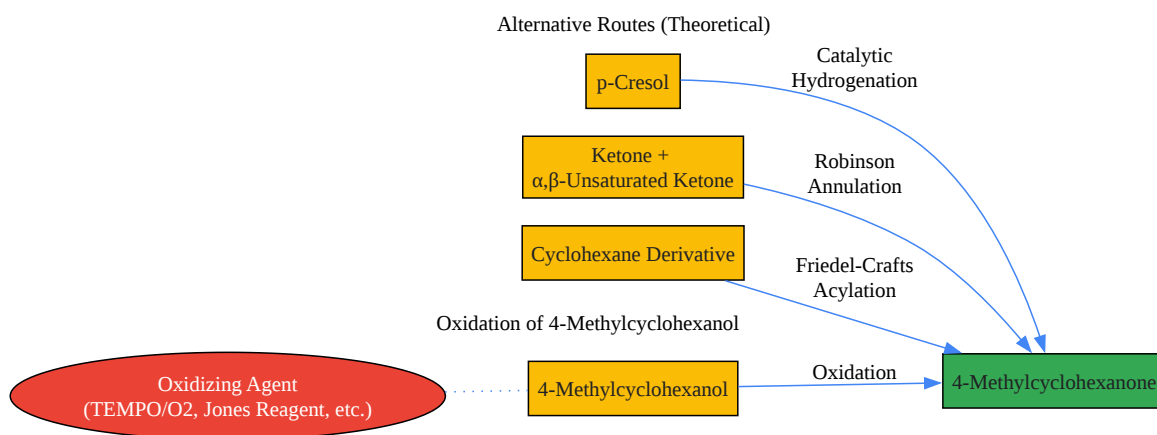 Alternative Routes (Theoretical)
p-Cresol
Catalytic
Hydrogenation
Ketone +
α,β-Unsaturated Ketone
Robinson
Annulation
Cyclohexane Derivative
Friedel-Crafts
Acylation
Oxidation of 4-Methylcyclohexanol
Oxidizing Agent
(TEMPO/O2, Jones Reagent, etc.)
4-Methylcyclohexanol
Oxidation
4-Methylcyclohexanone